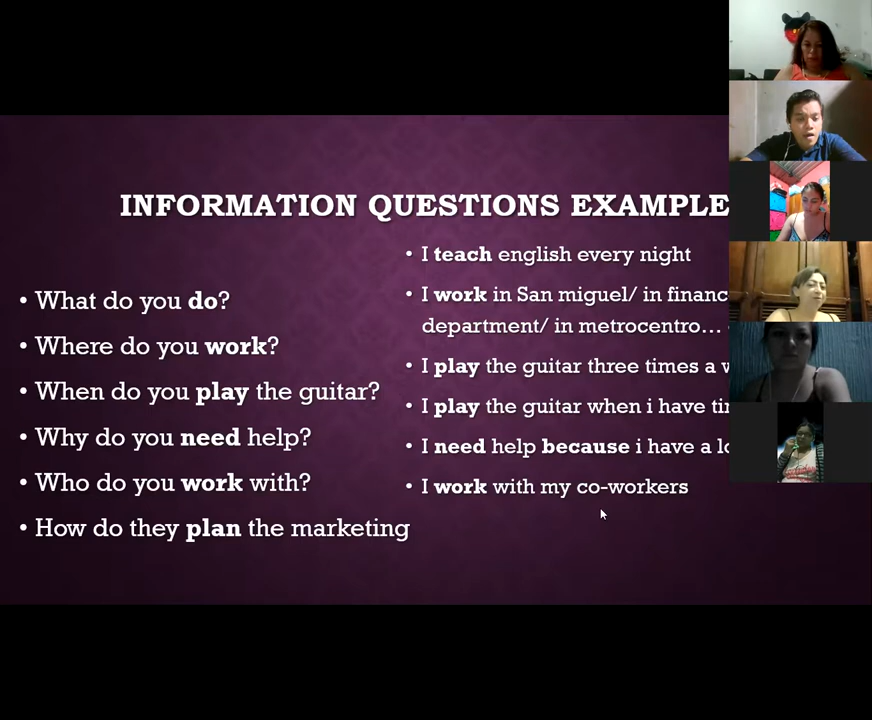 INFORMATION QUESTIONS EXAMPLE
• What do you do?
• Where do you work?
• When do you play the guitar?
• Why do you need help?
• Who do you work with?
• How do they plan the marketing
• I teach english every night
• I work in San miguel/ in financ
department/ in metrocentro…
• I play the guitar three times a
• I play the guitar when i have
• I need help because i have a
• I work with my co-workers